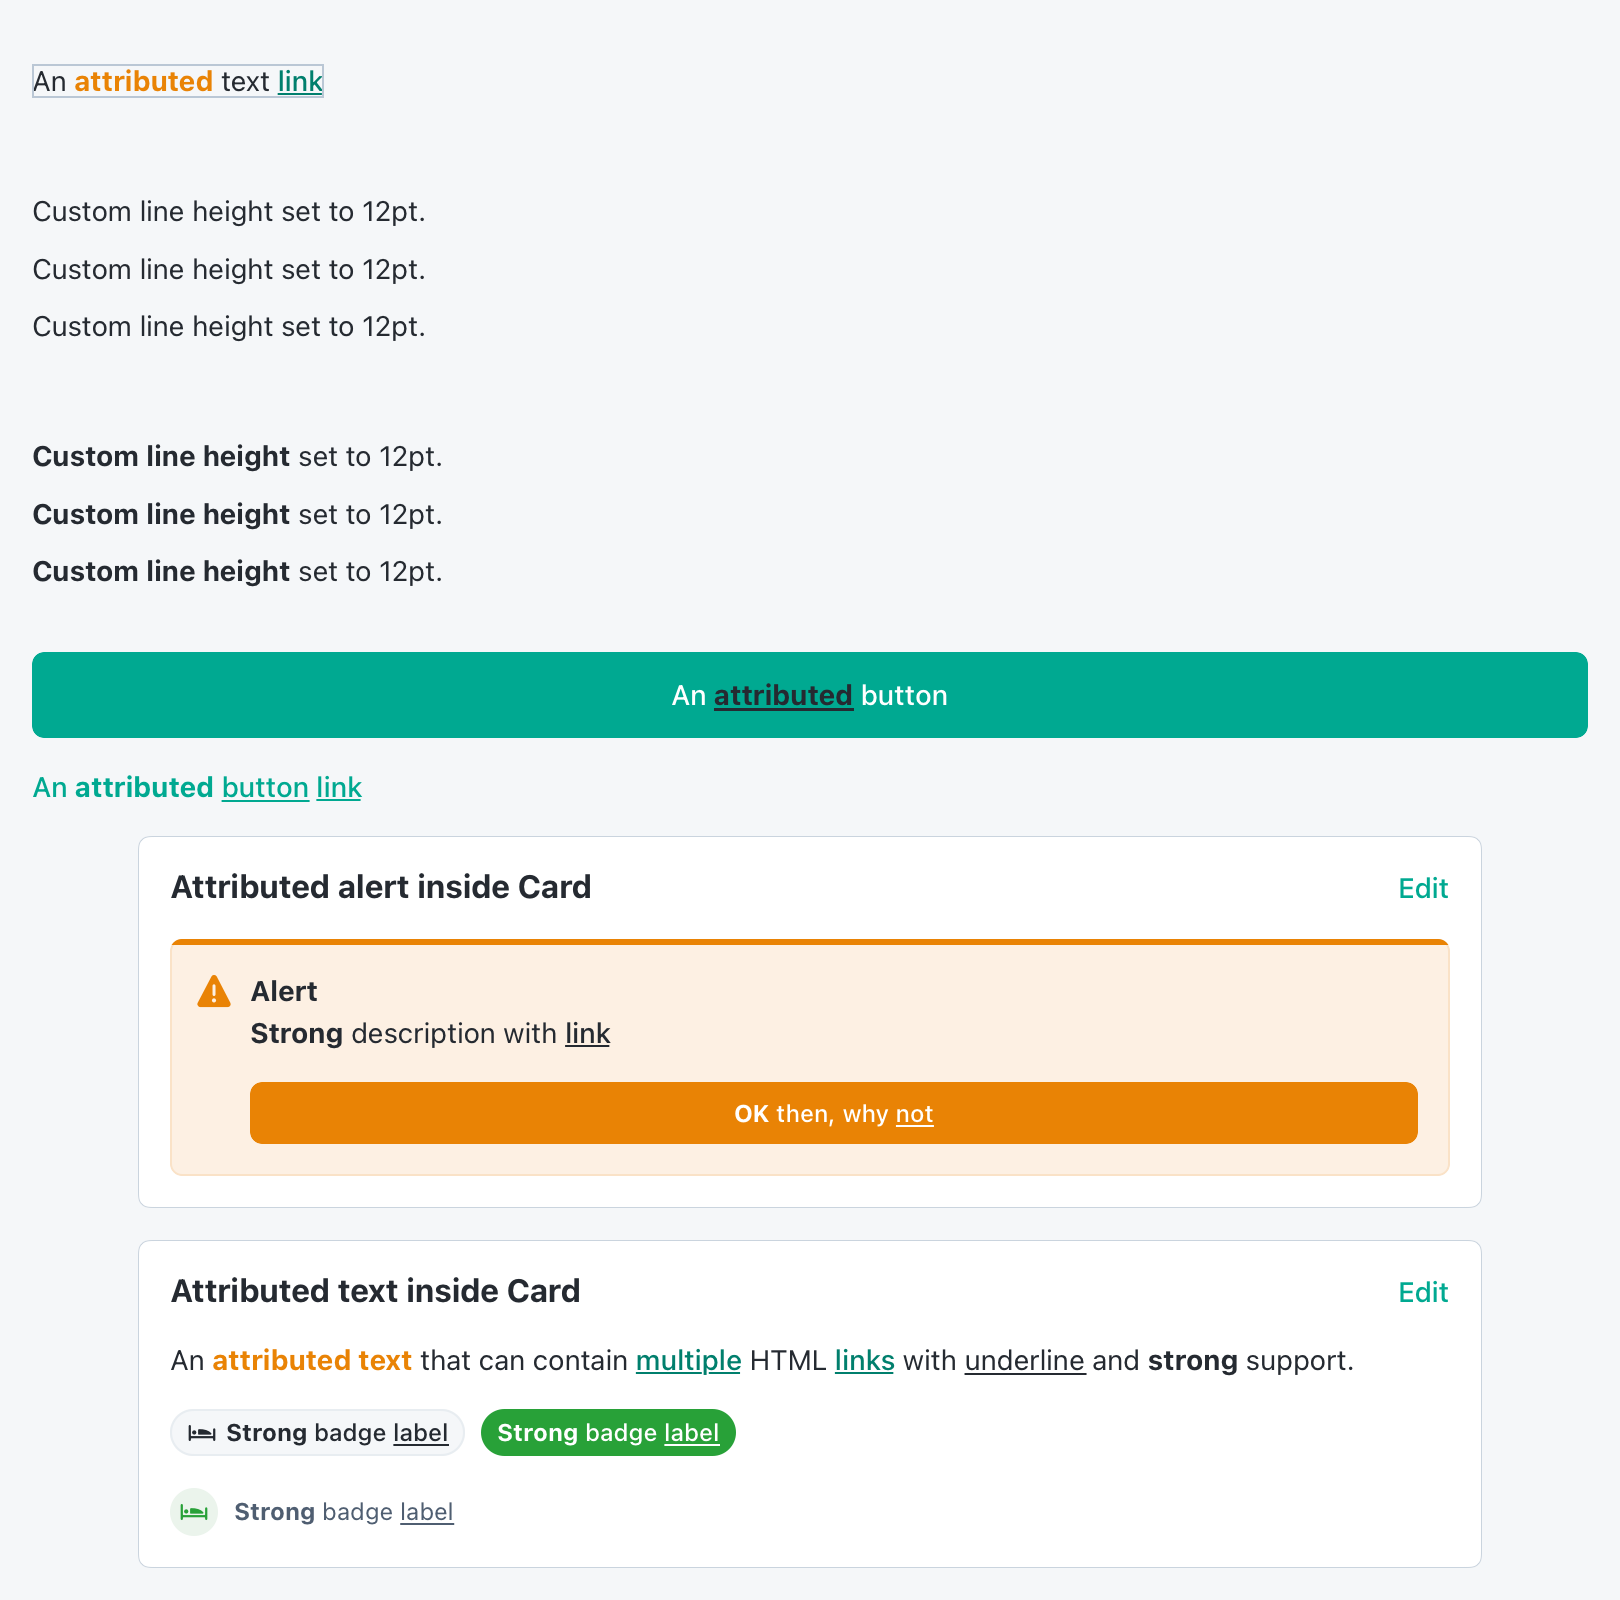 An attributed text link
Custom line height set to 12pt.
Custom line height set to 12pt.
Custom line height set to 12pt.
Custom line height set to 12pt.
Custom line height set to 12pt.
Custom line height set to 12pt.
An attributed button
An attributed button link
Attributed alert inside Card
Edit
Alert
Strong description with link
OK then, why not
Attributed text inside Card
Edit
An attributed text that can contain multiple HTML links with underline and strong support.
Strong badge label
Strong badge label
Strong badge label